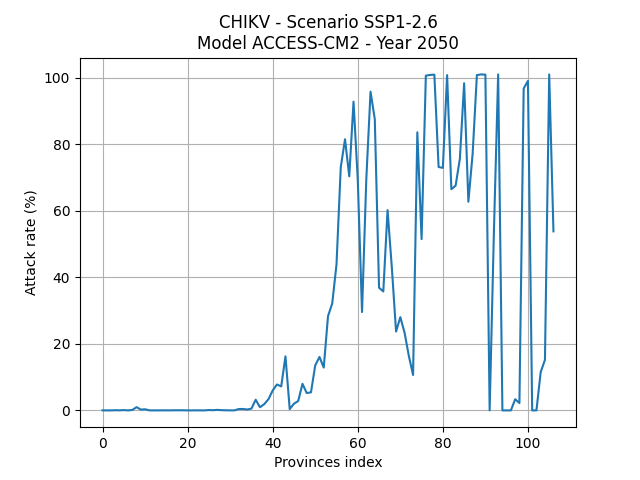 CHIKV - Scenario SSP1-2.6
Model ACCESS-CM2 - Year 2050
Attack rate (%)
100
80
60
40
20
0
0 20 40 60 80 100
Provinces index